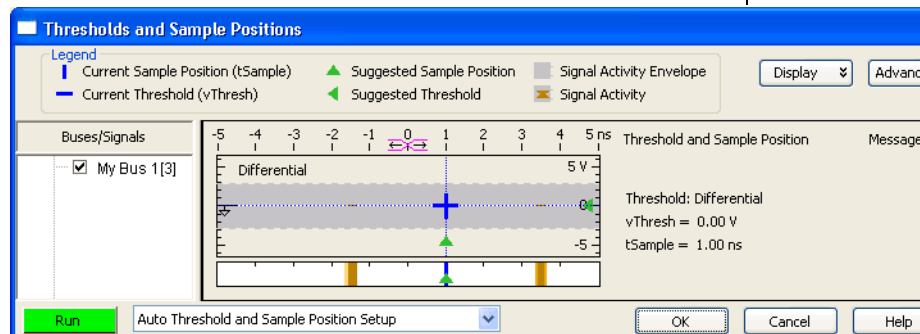 Thresholds and Sample Positions
Legend
Current Sample Position (tSample)
Suggested Sample Position
Signal Activity Envelope
Current Threshold (vThresh)
Suggested Threshold
Signal Activity
Display
Advanc
Buses/Signals
-5 -4 -3 -2 -1 0 1 2 3 4 5 ns
Threshold and Sample Position
Message
My Bus 1[3]
Differential
5 V
0
-5
Threshold: Differential
vThresh = 0.00 V
tSample = 1.00 ns
Run
Auto Threshold and Sample Position Setup
OK
Cancel
Help